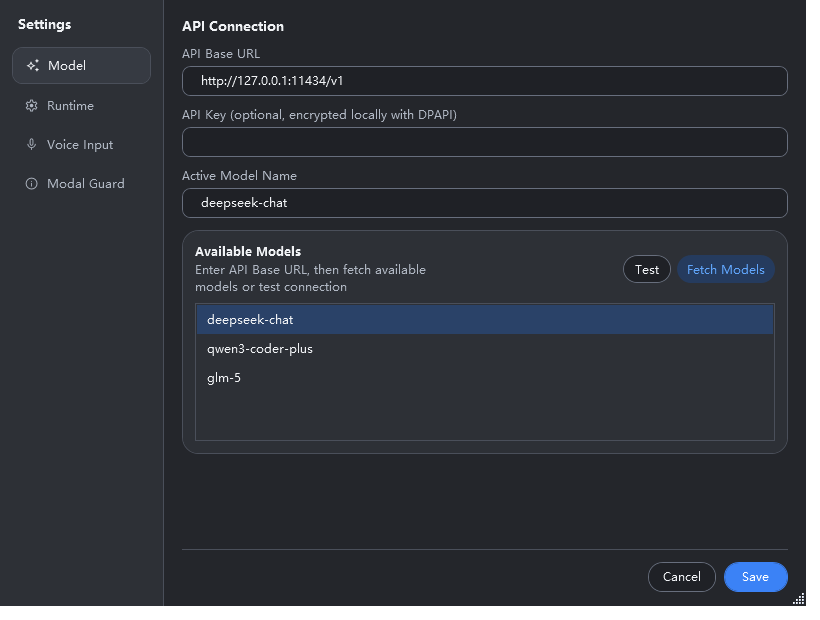 Settings
Model
Runtime
Voice Input
Modal Guard
API Connection
API Base URL
http://127.0.0.1:11434/v1
API Key (optional, encrypted locally with DPAPI)
Active Model Name
deepseek-chat
Available Models
Enter API Base URL, then fetch available
models or test connection
Test
Fetch Models
deepseek-chat
qwen3-coder-plus
glm-5
Cancel
Save